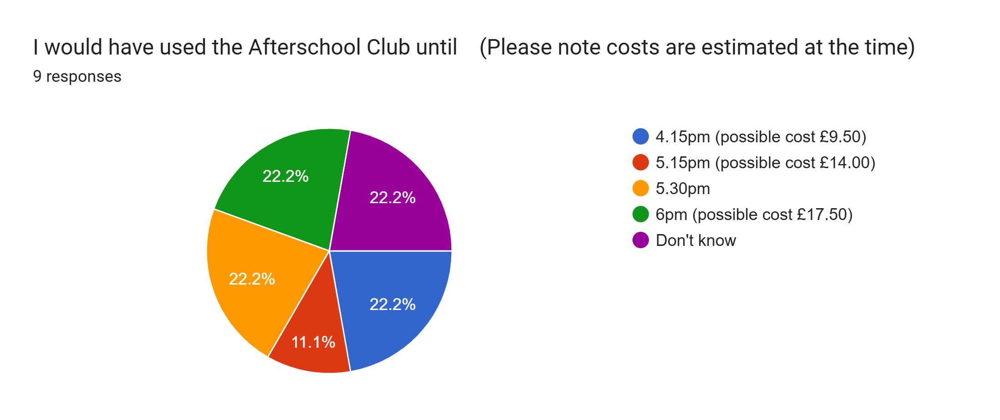 I would have used the Afterschool Club until (Please note costs are estimated at the time)
9 responses
4.15pm (possible cost £9.50)
5.15pm (possible cost £14.00)
5.30pm
6pm (possible cost £17.50)
Don't know
22.2%
22.2%
22.2%
22.2%
11.1%